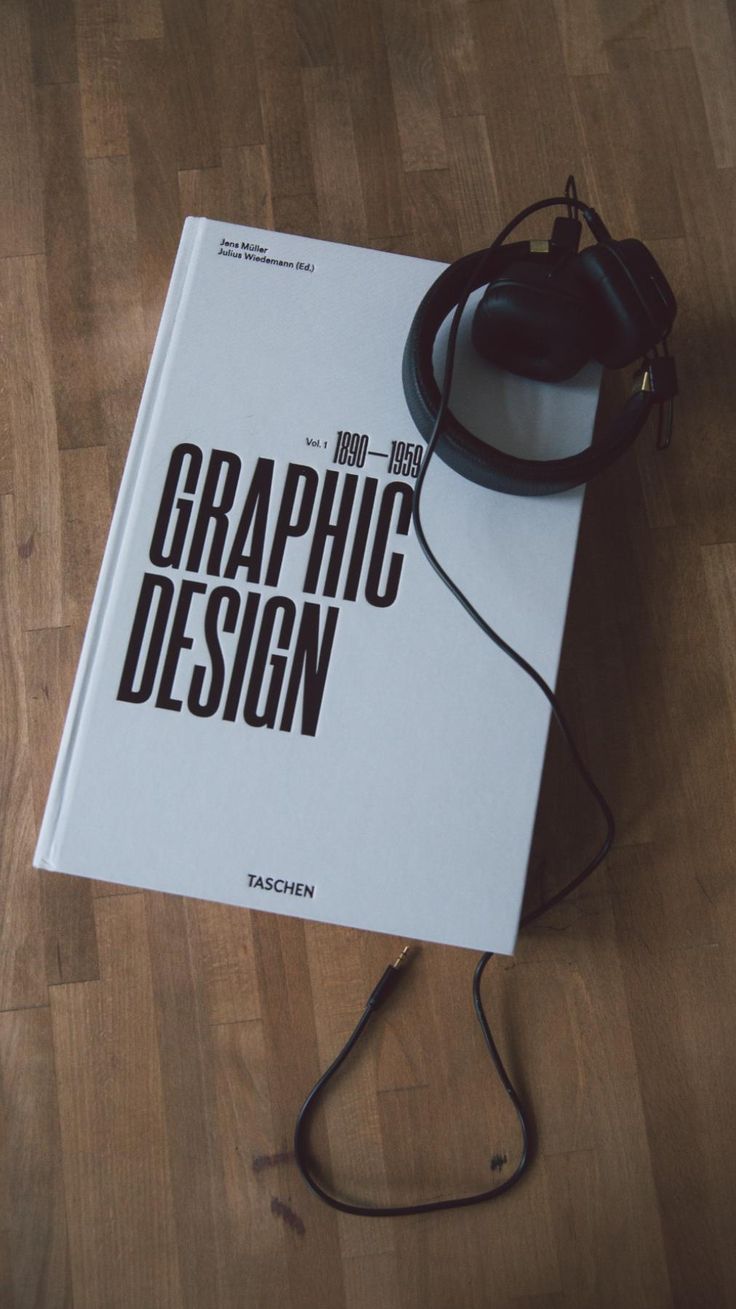 Jens Müller
Julius Wiedemann (Ed.)
Vol. 1 1890—1959
GRAPHIC
DESIGN
TASCHEN